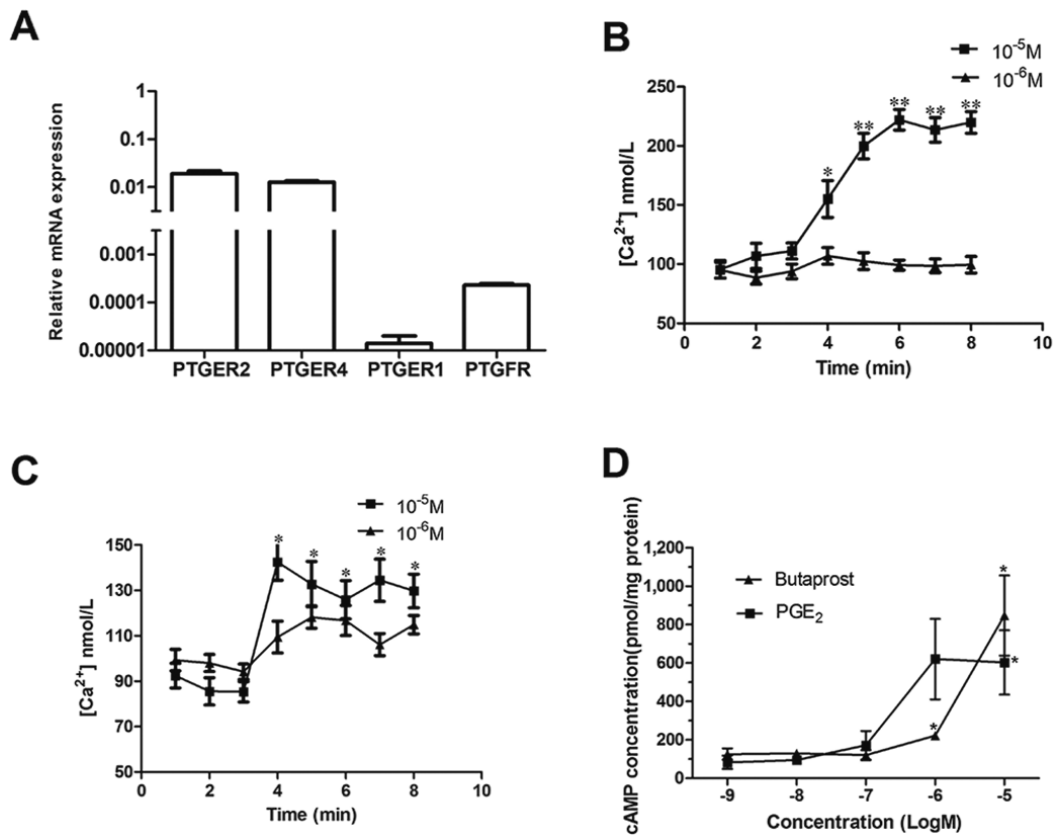 A
Relative mRNA expression
1
0.1
0.01
0.001
0.0001
0.00001
PTGER2 PTGER4 PTGER1 PTGFR
B
10⁻⁵M
10⁻⁶M
[Ca²⁺] nmol/L
250
200
150
100
50
* ** ** ** **
0 2 4 6 8 10
Time (min)
C
10⁻⁵M
10⁻⁶M
[Ca²⁺] nmol/L
150
130
110
90
70
50
* * * * *
0 2 4 6 8 10
Time (min)
D
cAMP concentration(pmol/mg protein)
1,200
1,000
800
600
400
200
0
Butaprost
PGE₂
*
*
*
-9 -8 -7 -6 -5
Concentration (LogM)